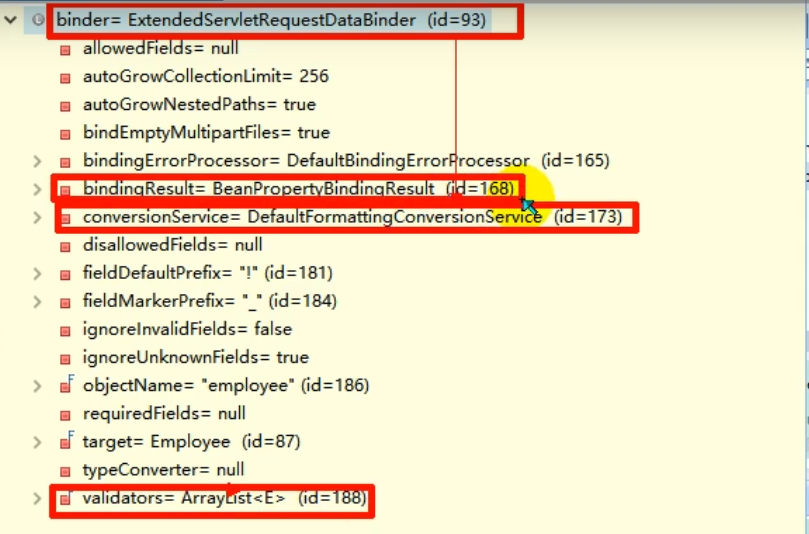 binder= ExtendedServletRequestDataBinder (id=93)
allowedFields= null
autoGrowCollectionLimit= 256
autoGrowNestedPaths= true
bindEmptyMultipartFiles= true
bindingErrorProcessor= DefaultBindingErrorProcessor (id=165)
bindingResult= BeanPropertyBindingResult (id=168)
conversionService= DefaultFormattingConversionService (id=173)
disallowedFields= null
fieldDefaultPrefix= "!" (id=181)
fieldMarkerPrefix= "_" (id=184)
ignoreInvalidFields= false
ignoreUnknownFields= true
objectName= "employee" (id=186)
requiredFields= null
target= Employee (id=87)
typeConverter= null
validators= ArrayList<E> (id=188)